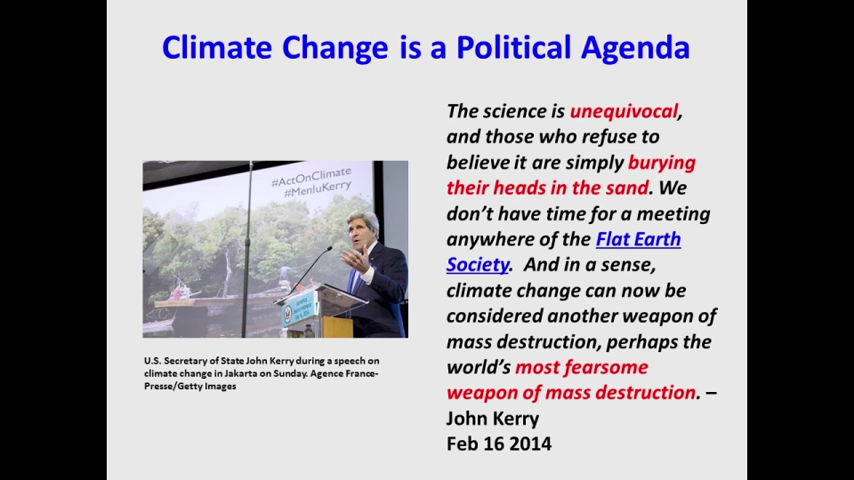 Climate Change is a Political Agenda
#ActOnClimate
#MenluKerry
U.S. Secretary of State John Kerry during a speech on
climate change in Jakarta on Sunday. Agence France-
Presse/Getty Images
The science is unequivocal,
and those who refuse to
believe it are simply burying
their heads in the sand. We
don’t have time for a meeting
anywhere of the Flat Earth
Society.  And in a sense,
climate change can now be
considered another weapon of
mass destruction, perhaps the
world’s most fearsome
weapon of mass destruction. –
John Kerry
Feb 16 2014